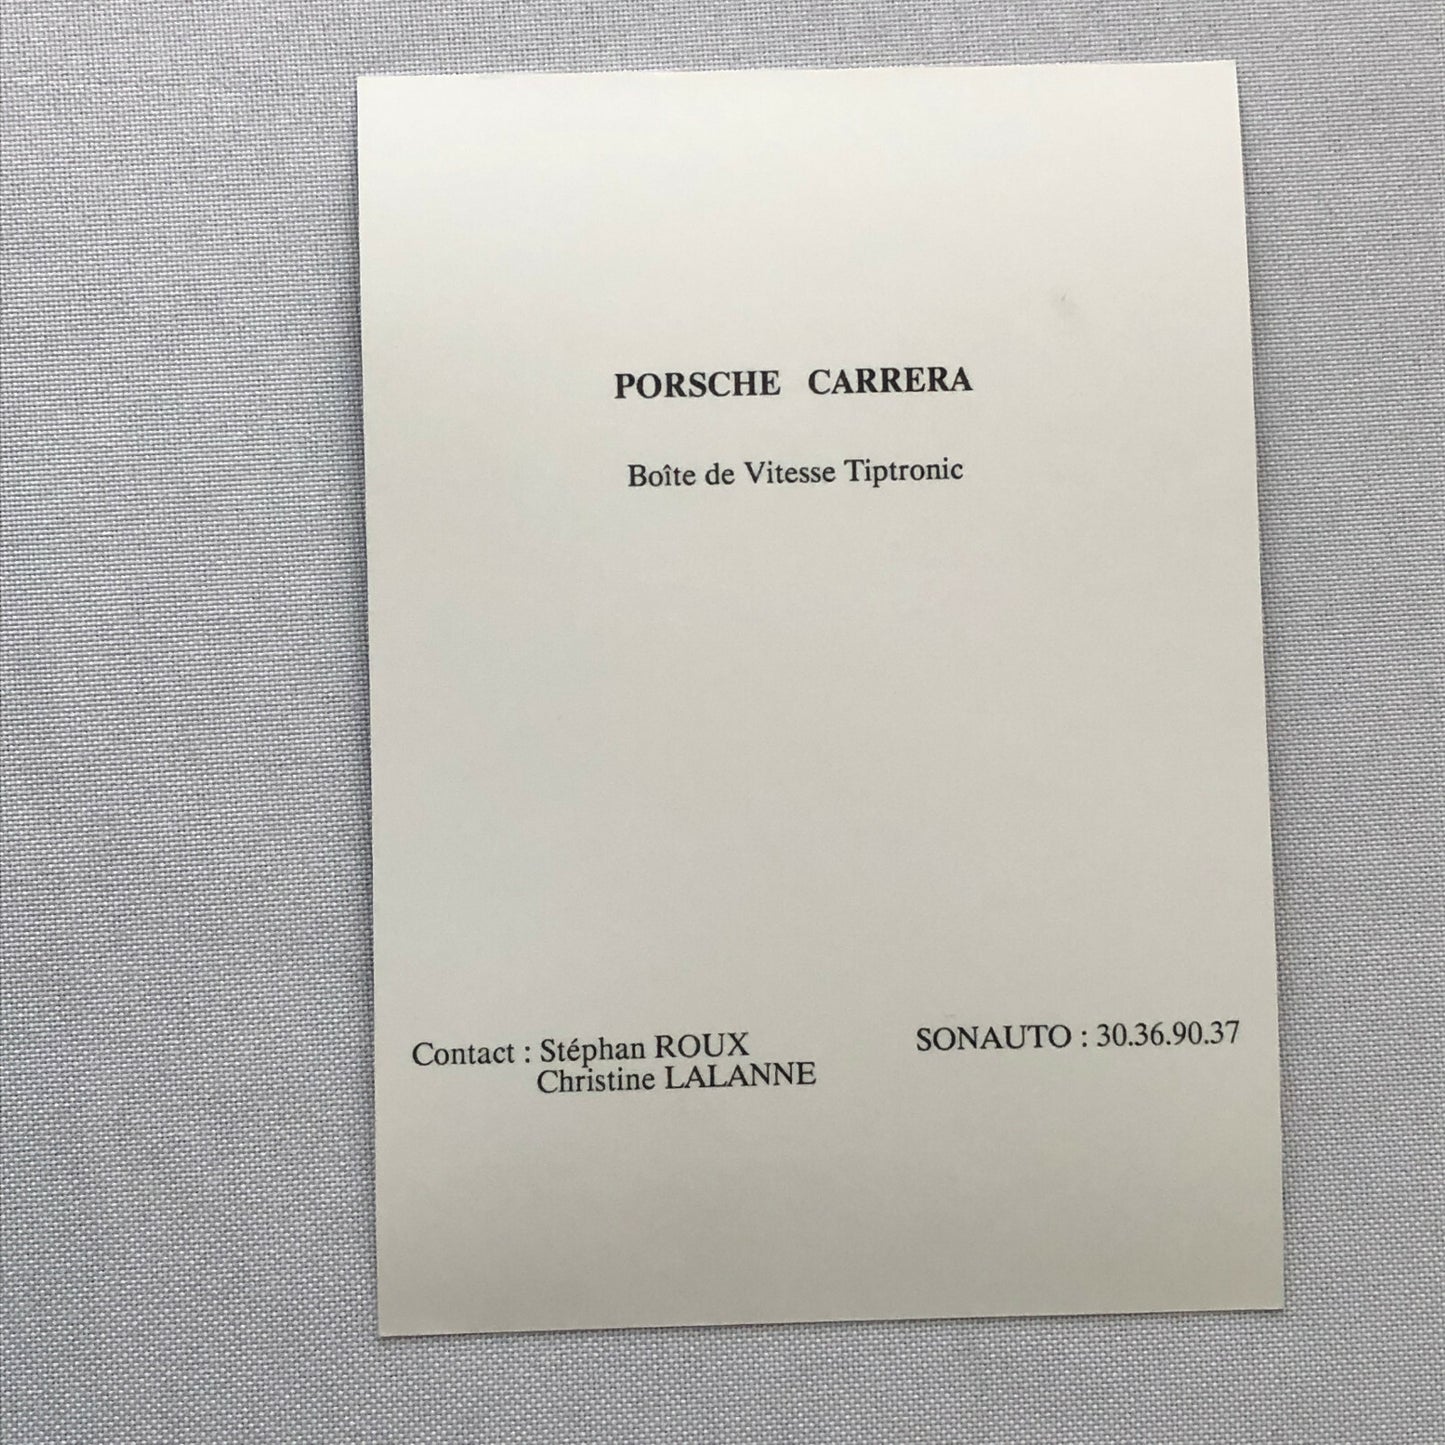 PORSCHE CARRERA
Boîte de Vitesse Tiptronic
Contact : Stéphan ROUX SONAUTO : 30.36.90.37
Christine LALANNE